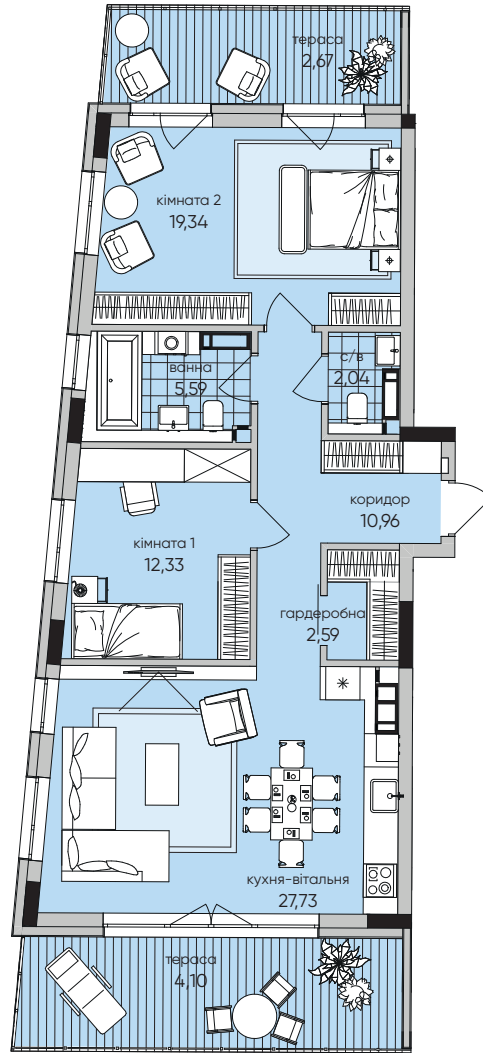 тераса
2,67
кімната 2
19,34
ванна
5,59
с/в
2,04
коридор
10,96
кімната 1
12,33
гардеробна
2,59
кухня-вітальня
27,73
тераса
4,10